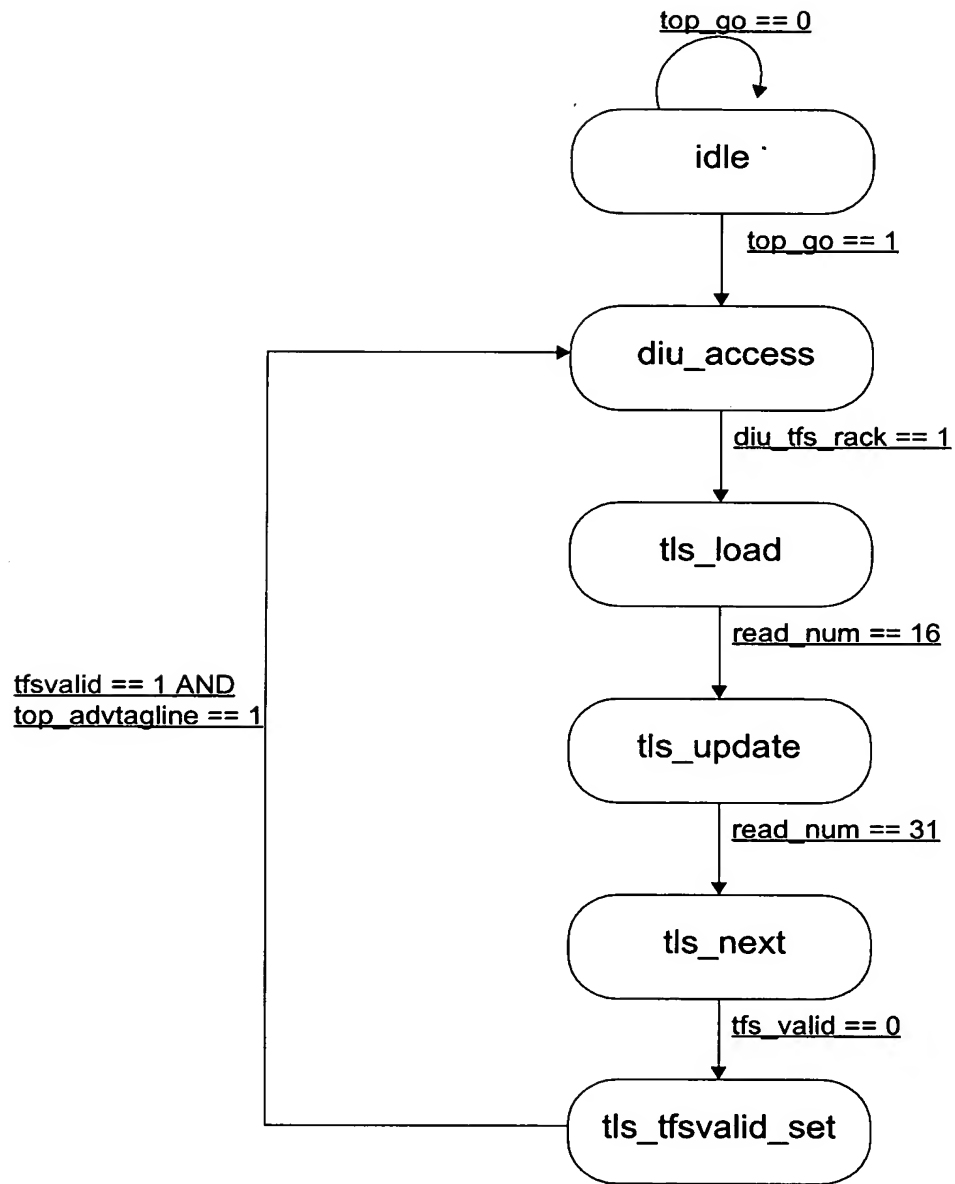 top_go == 0
idle
top_go == 1
diu_access
diu_tfs_rack == 1
tls_load
read_num == 16
tfsvalid == 1 AND
top_advtagline == 1
tls_update
read_num == 31
tls_next
tfs_valid == 0
tls_tfsvalid_set